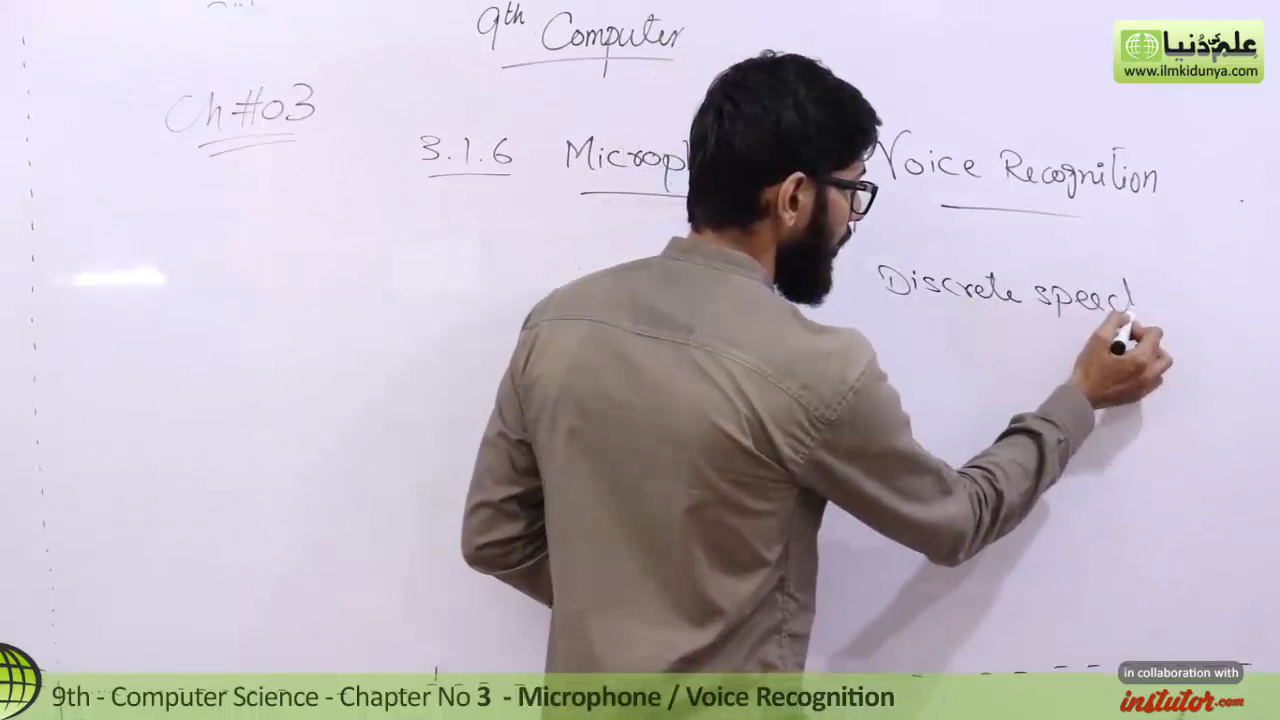 9th Computer
علم کی دنیا
www.ilmkidunya.com
Ch # 03
3.1.6 Microp Voice Recognition
Discrete speec
9th - Computer Science - Chapter No 3 - Microphone / Voice Recognition
in collaboration with
instutor.com